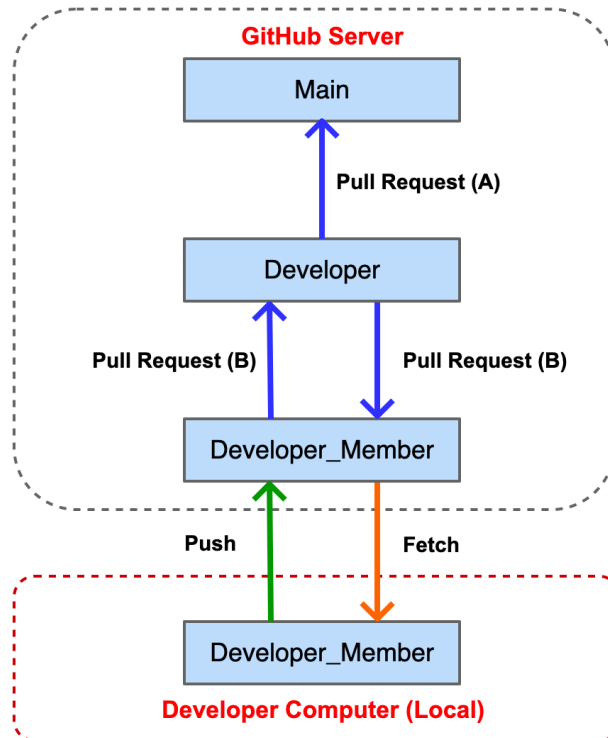 GitHub Server
Main
Pull Request (A)
Developer
Pull Request (B)
Pull Request (B)
Developer_Member
Push
Fetch
Developer_Member
Developer Computer (Local)